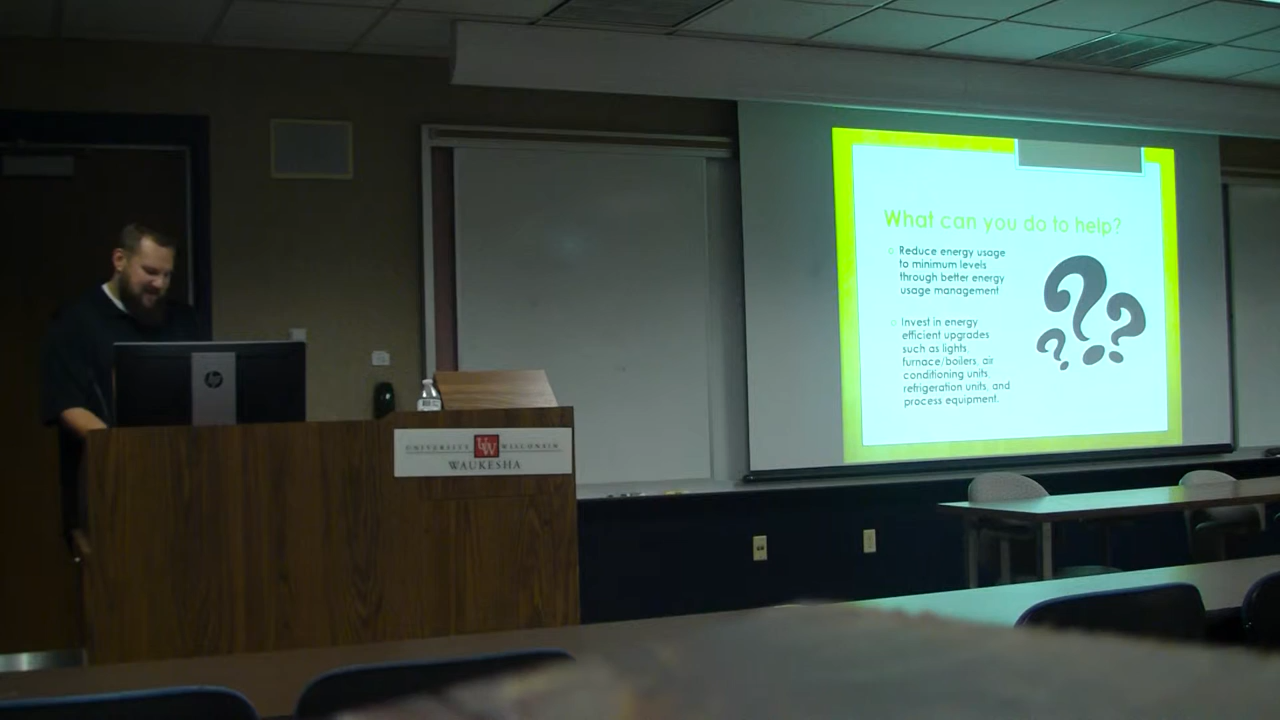 What can you do to help?
Reduce energy usage
to minimum levels
through better energy
usage management
Invest in energy
efficient upgrades
such as lights,
furnace/boilers, air
conditioning units,
refrigeration units, and
process equipment.
hp
UNIVERSITY UW WISCONSIN
WAUKESHA